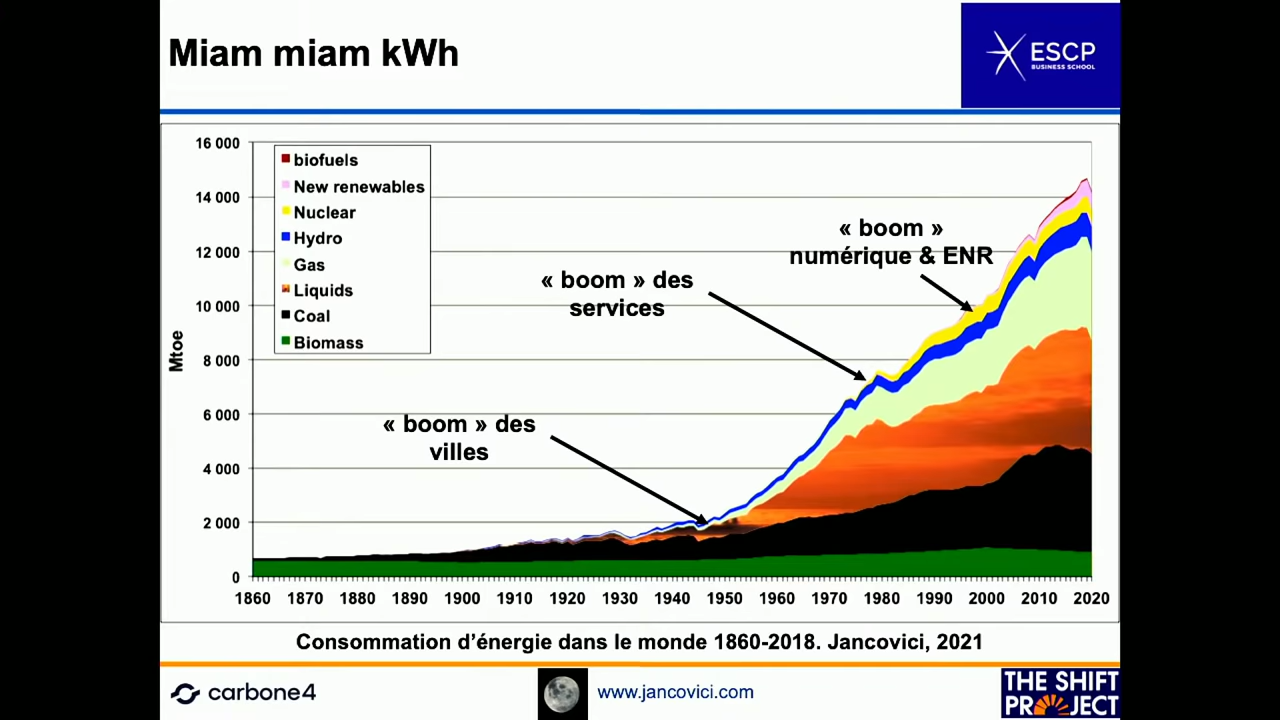 Miam miam kWh
ESCP
BUSINESS SCHOOL
16 000
14 000
12 000
10 000
8 000
6 000
4 000
2 000
0
Mtoe
biofuels
New renewables
Nuclear
Hydro
Gas
Liquids
Coal
Biomass
« boom »
numérique & ENR
« boom » des
services
« boom » des
villes
1860 1870 1880 1890 1900 1910 1920 1930 1940 1950 1960 1970 1980 1990 2000 2010 2020
Consommation d'énergie dans le monde 1860-2018. Jancovici, 2021
carbone4
www.jancovici.com
THE SHIFT
PROJECT